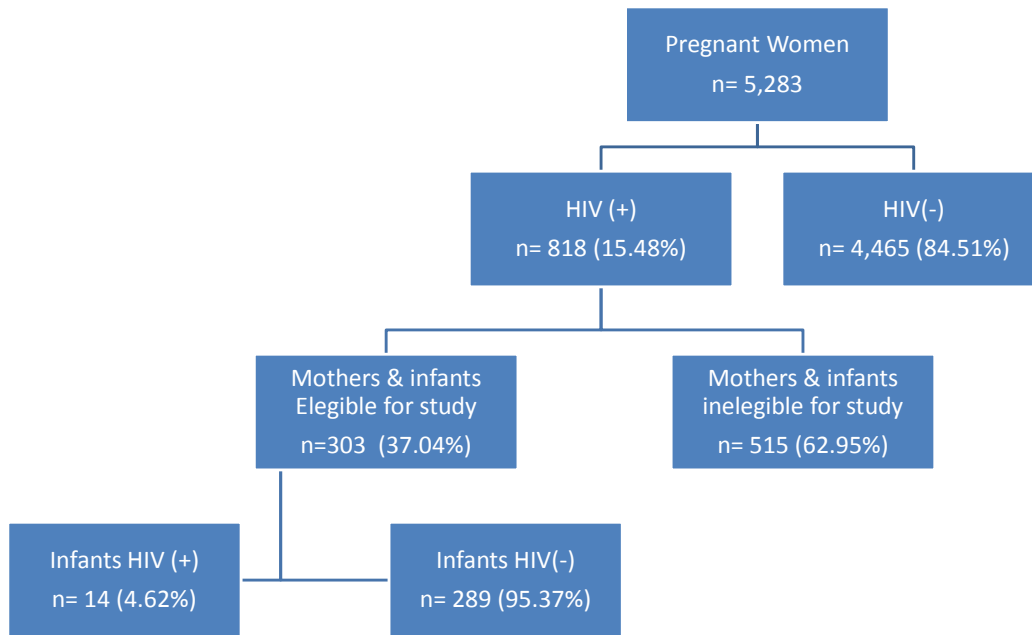 Pregnant Women
n= 5,283
HIV (+)
n= 818 (15.48%)
HIV(-)
n= 4,465 (84.51%)
Mothers & infants
Elegible for study
n=303 (37.04%)
Mothers & infants
inelegible for study
n= 515 (62.95%)
Infants HIV (+)
n= 14 (4.62%)
Infants HIV(-)
n= 289 (95.37%)